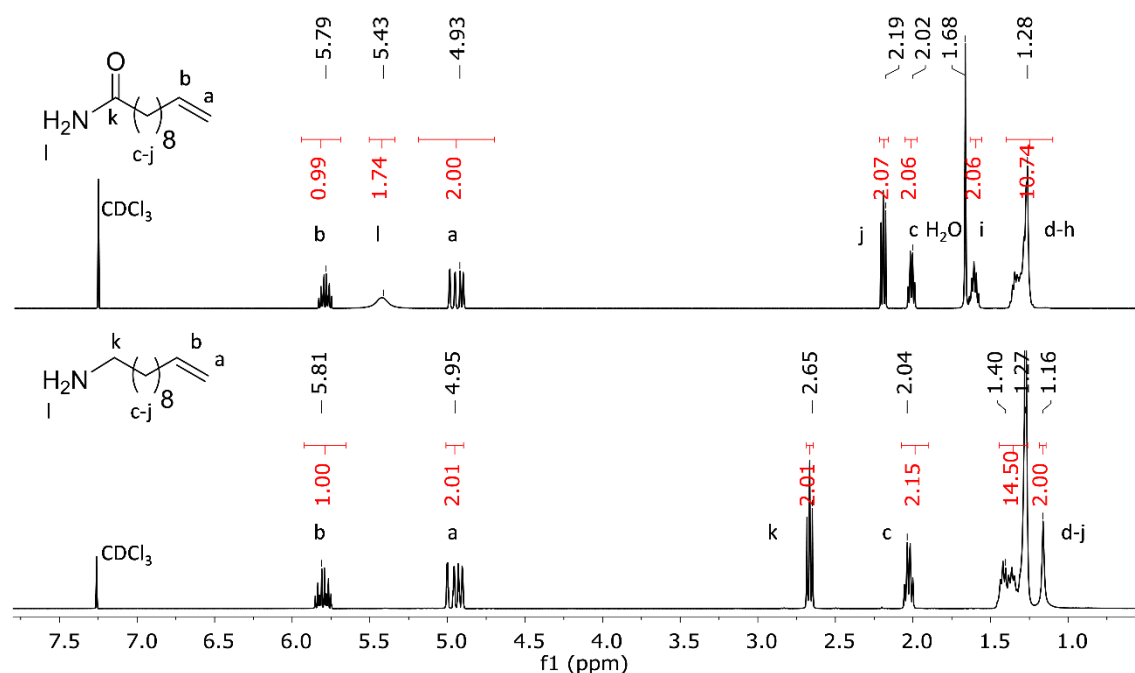 5.79
5.43
4.93
2.19
2.02
1.68
1.28
O
b
a
H₂N
k
8
l
c-j
0.99
1.74
2.00
2.07
2.06
2.06
10.74
CDCl₃
b
l
a
j
c
H₂O
i
d-h
k
b
a
H₂N
8
l
c-j
5.81
4.95
2.65
2.04
1.40
1.27
1.16
1.00
2.01
2.01
2.15
14.50
2.00
CDCl₃
b
a
k
c
d-j
7.5 7.0 6.5 6.0 5.5 5.0 4.5 4.0 3.5 3.0 2.5 2.0 1.5 1.0
f1 (ppm)